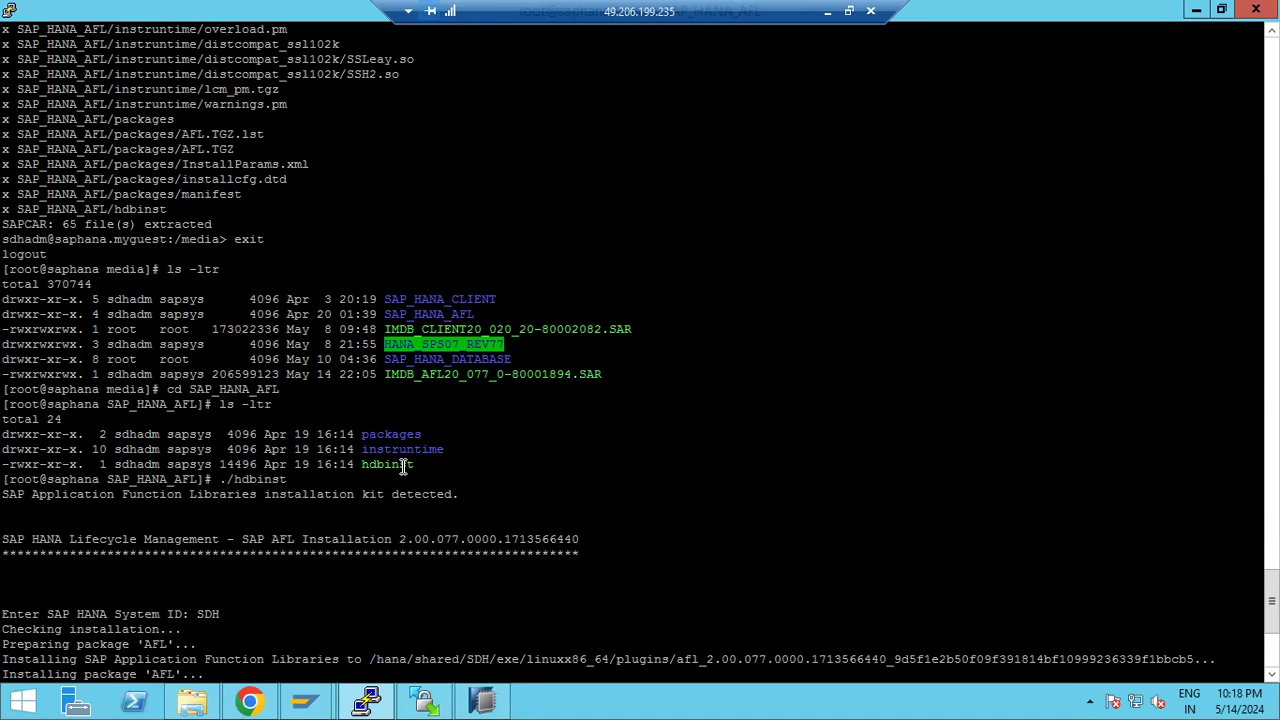 49.206.199.235
x SAP_HANA_AFL/instruntime/overload.pm
x SAP_HANA_AFL/instruntime/distcompat_ssl102k
x SAP_HANA_AFL/instruntime/distcompat_ssl102k/SSLeay.so
x SAP_HANA_AFL/instruntime/distcompat_ssl102k/SSH2.so
x SAP_HANA_AFL/instruntime/lcm_pm.tgz
x SAP_HANA_AFL/instruntime/warnings.pm
x SAP_HANA_AFL/packages
x SAP_HANA_AFL/packages/AFL.TGZ.lst
x SAP_HANA_AFL/packages/AFL.TGZ
x SAP_HANA_AFL/packages/InstallParams.xml
x SAP_HANA_AFL/packages/installcfg.dtd
x SAP_HANA_AFL/packages/manifest
x SAP_HANA_AFL/hdbinst
SAPCAR: 65 file(s) extracted
sdhadm@saphana.myguest:/media> exit
logout
[root@saphana media]# ls -ltr
total 370744
drwxr-xr-x. 5 sdhadm sapsys 4096 Apr 3 20:19 SAP_HANA_CLIENT
drwxr-xr-x. 4 sdhadm sapsys 4096 Apr 20 01:39 SAP_HANA_AFL
-rwxrwxrwx. 1 root root 173022336 May 8 09:48 IMDB_CLIENT20_020_20-80002082.SAR
drwxrwxrwx. 3 sdhadm sapsys 4096 May 8 21:55 HANA_SPS07_REV77
drwxr-xr-x. 8 root root 4096 May 10 04:36 SAP_HANA_DATABASE
-rwxrwxrwx. 1 sdhadm sapsys 206599123 May 14 22:05 IMDB_AFL20_077_0-80001894.SAR
[root@saphana media]# cd SAP_HANA_AFL
[root@saphana SAP_HANA_AFL]# ls -ltr
total 24
drwxr-xr-x. 2 sdhadm sapsys 4096 Apr 19 16:14 packages
drwxr-xr-x. 10 sdhadm sapsys 4096 Apr 19 16:14 instruntime
-rwxr-xr-x. 1 sdhadm sapsys 14496 Apr 19 16:14 hdbinst
[root@saphana SAP_HANA_AFL]# ./hdbinst
SAP Application Function Libraries installation kit detected.
SAP HANA Lifecycle Management - SAP AFL Installation 2.00.077.0000.1713566440
*****************************************************************************
Enter SAP HANA System ID: SDH
Checking installation...
Preparing package 'AFL'...
Installing SAP Application Function Libraries to /hana/shared/SDH/exe/linuxx86_64/plugins/afl_2.00.077.0000.1713566440_9d5f1e2b50f09f391814bf10999236339f1bbcb5...
Installing package 'AFL'...
ENG
IN
10:18 PM
5/14/2024